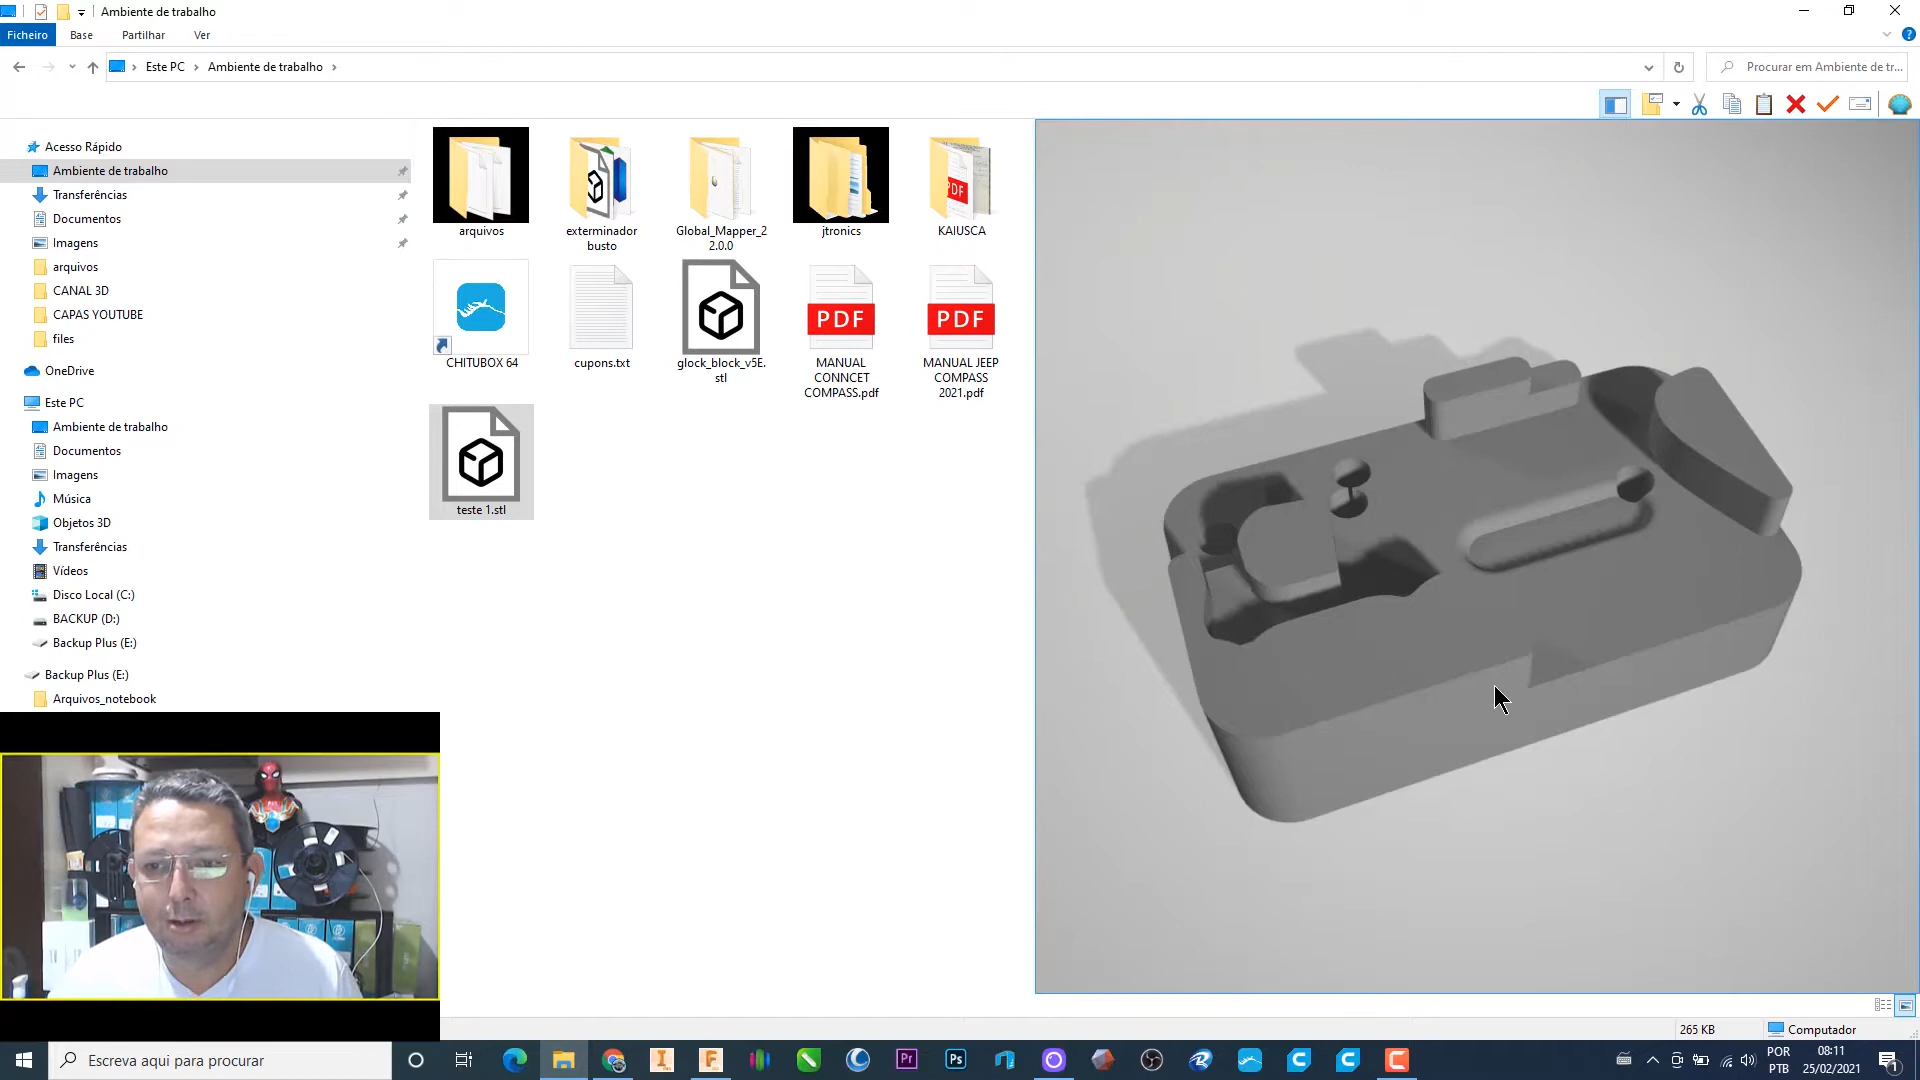 Ambiente de trabalho
Ficheiro
Base
Partilhar
Ver
Este PC
Ambiente de trabalho
Procurar em Ambiente de tr...
Acesso Rápido
Ambiente de trabalho
Transferências
Documentos
Imagens
arquivos
CANAL 3D
CAPAS YOUTUBE
files
OneDrive
Este PC
Ambiente de trabalho
Documentos
Imagens
Música
Objetos 3D
Transferências
Vídeos
Disco Local (C:)
BACKUP (D:)
Backup Plus (E:)
Backup Plus (E:)
Arquivos_notebook
arquivos
exterminador
busto
Global_Mapper_2
2.0.0
jtronics
PDF
KAIUSCA
CHITUBOX 64
cupons.txt
glock_block_v5E.
stl
PDF
MANUAL
CONNCET
COMPASS.pdf
PDF
MANUAL JEEP
COMPASS
2021.pdf
teste 1.stl
265 KB
Computador
Escreva aqui para procurar
I
F
Pr
Ps
C
C
C
POR
PTB
08:11
25/02/2021
1